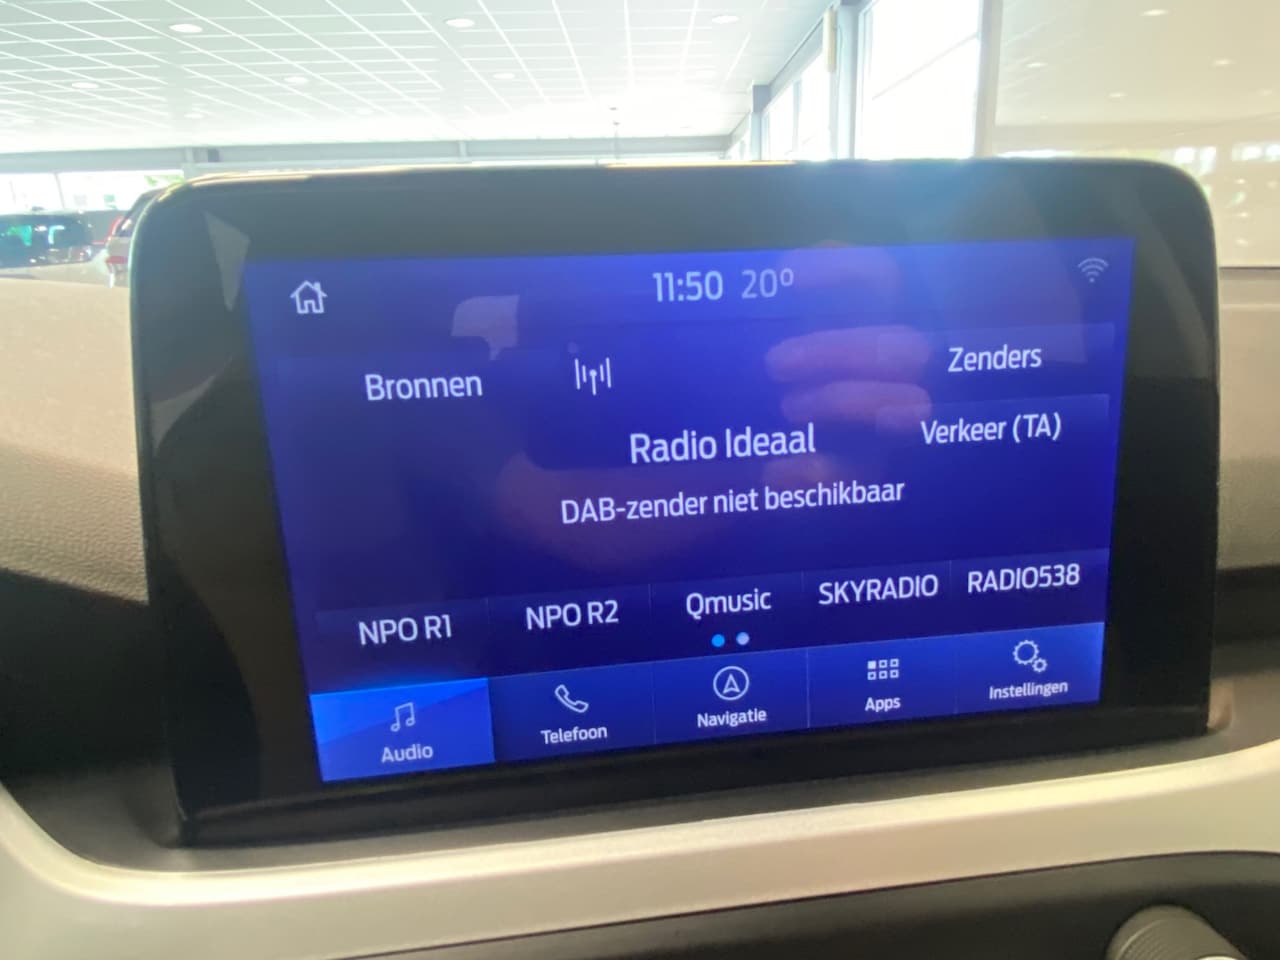 11:50 20°
Bronnen
Zenders
Radio Ideaal
Verkeer (TA)
DAB-zender niet beschikbaar
NPO R1 NPO R2 Qmusic SKYRADIO RADIO538
Audio Telefoon Navigatie Apps Instellingen